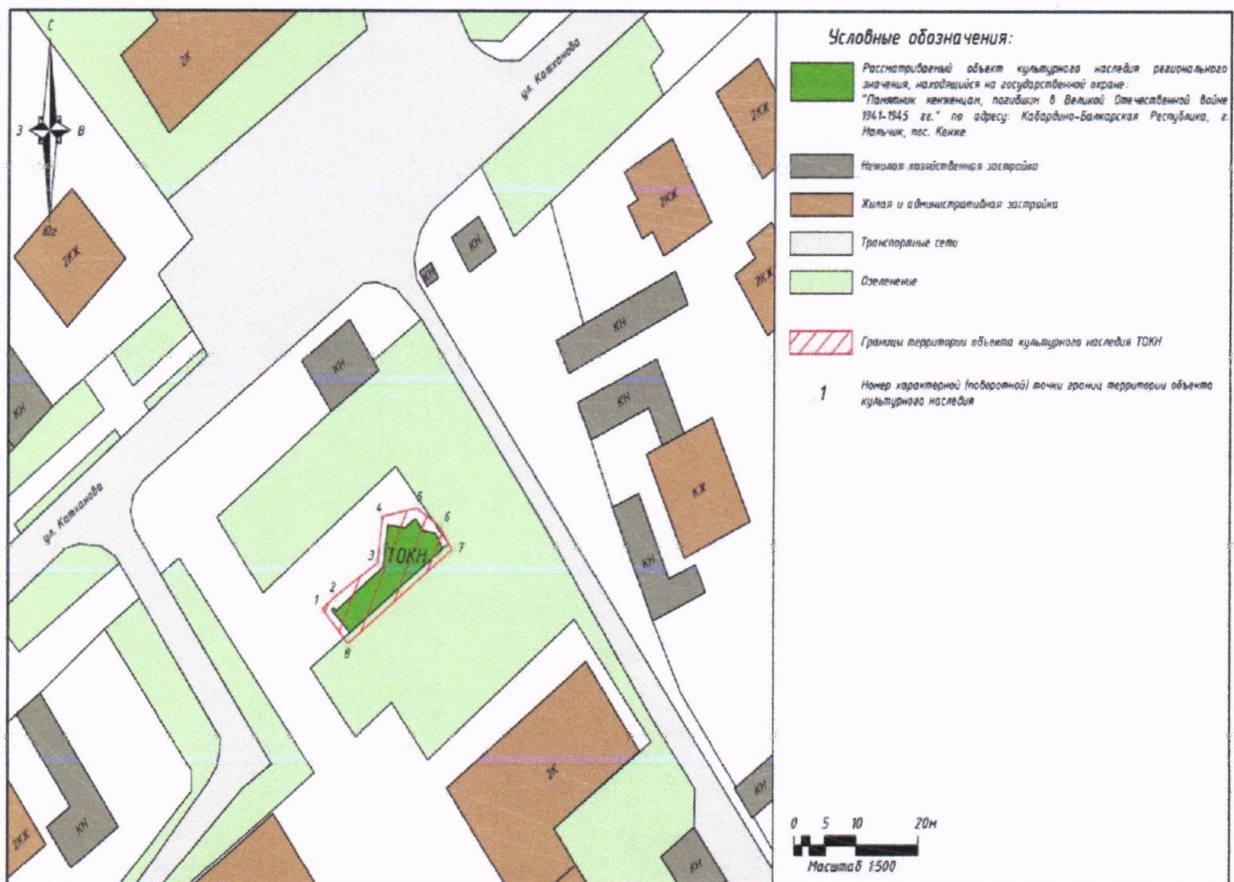 С
З
В
Юг
2К
ул. Катханова
2КЖ
2КЖ
2КЖ
2КЖ
КН
КН
КН
КН
КН
КН
КЖ
КН
ул. Катханова
4
5
6
7
3
ТОКН
2
1
8
2К
КН
КН
2КЖ
КН
Условные обозначения:
Рассматриваемый объект культурного наследия регионального
значения, находящийся на государственной охране:
"Памятник кенженцам, погибшим в Великой Отечественной войне
1941-1945 гг." по адресу: Кабардино-Балкарская Республика, г.
Нальчик, пос. Кенже.
Нежилая хозяйственная застройка
Жилая и административная застройка
Транспортные сети
Озеленение
Границы территории объекта культурного наследия ТОКН
1
Номер характерной (поворотной) точки границ территории объекта
культурного наследия
0 5 10 20м
Масштаб 1:500